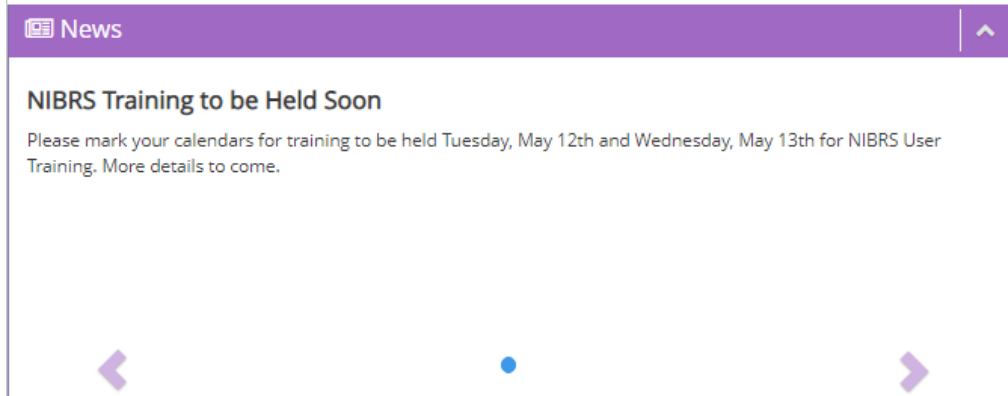 News
NIBRS Training to be Held Soon
Please mark your calendars for training to be held Tuesday, May 12th and Wednesday, May 13th for NIBRS User
Training. More details to come.